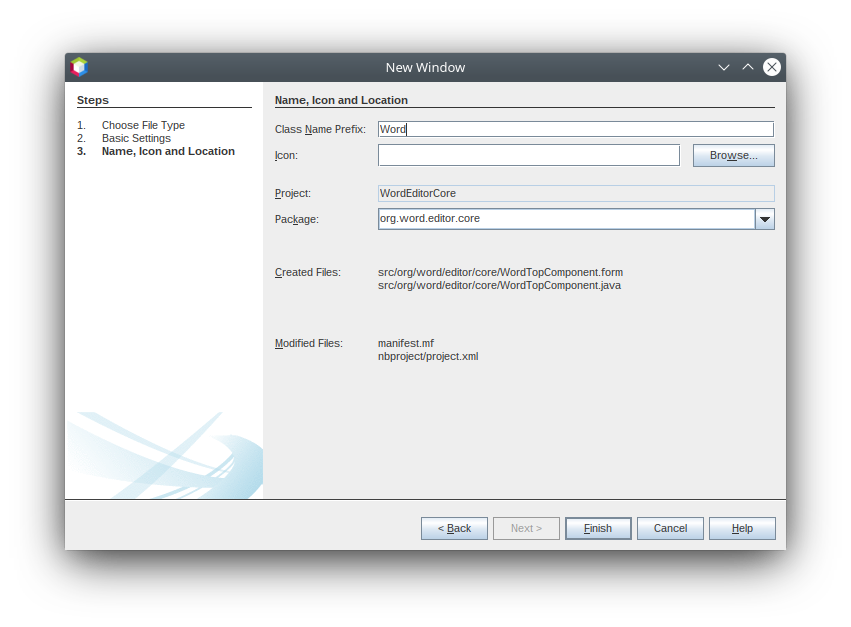 New Window
Steps
1. Choose File Type
2. Basic Settings
3. Name, Icon and Location
Name, Icon and Location
Class Name Prefix: Word
Icon: Browse...
Project: WordEditorCore
Package: org.word.editor.core
Created Files: src/org/word/editor/core/WordTopComponent.form
src/org/word/editor/core/WordTopComponent.java
Modified Files: manifest.mf
nbproject/project.xml
< Back Next > Finish Cancel Help